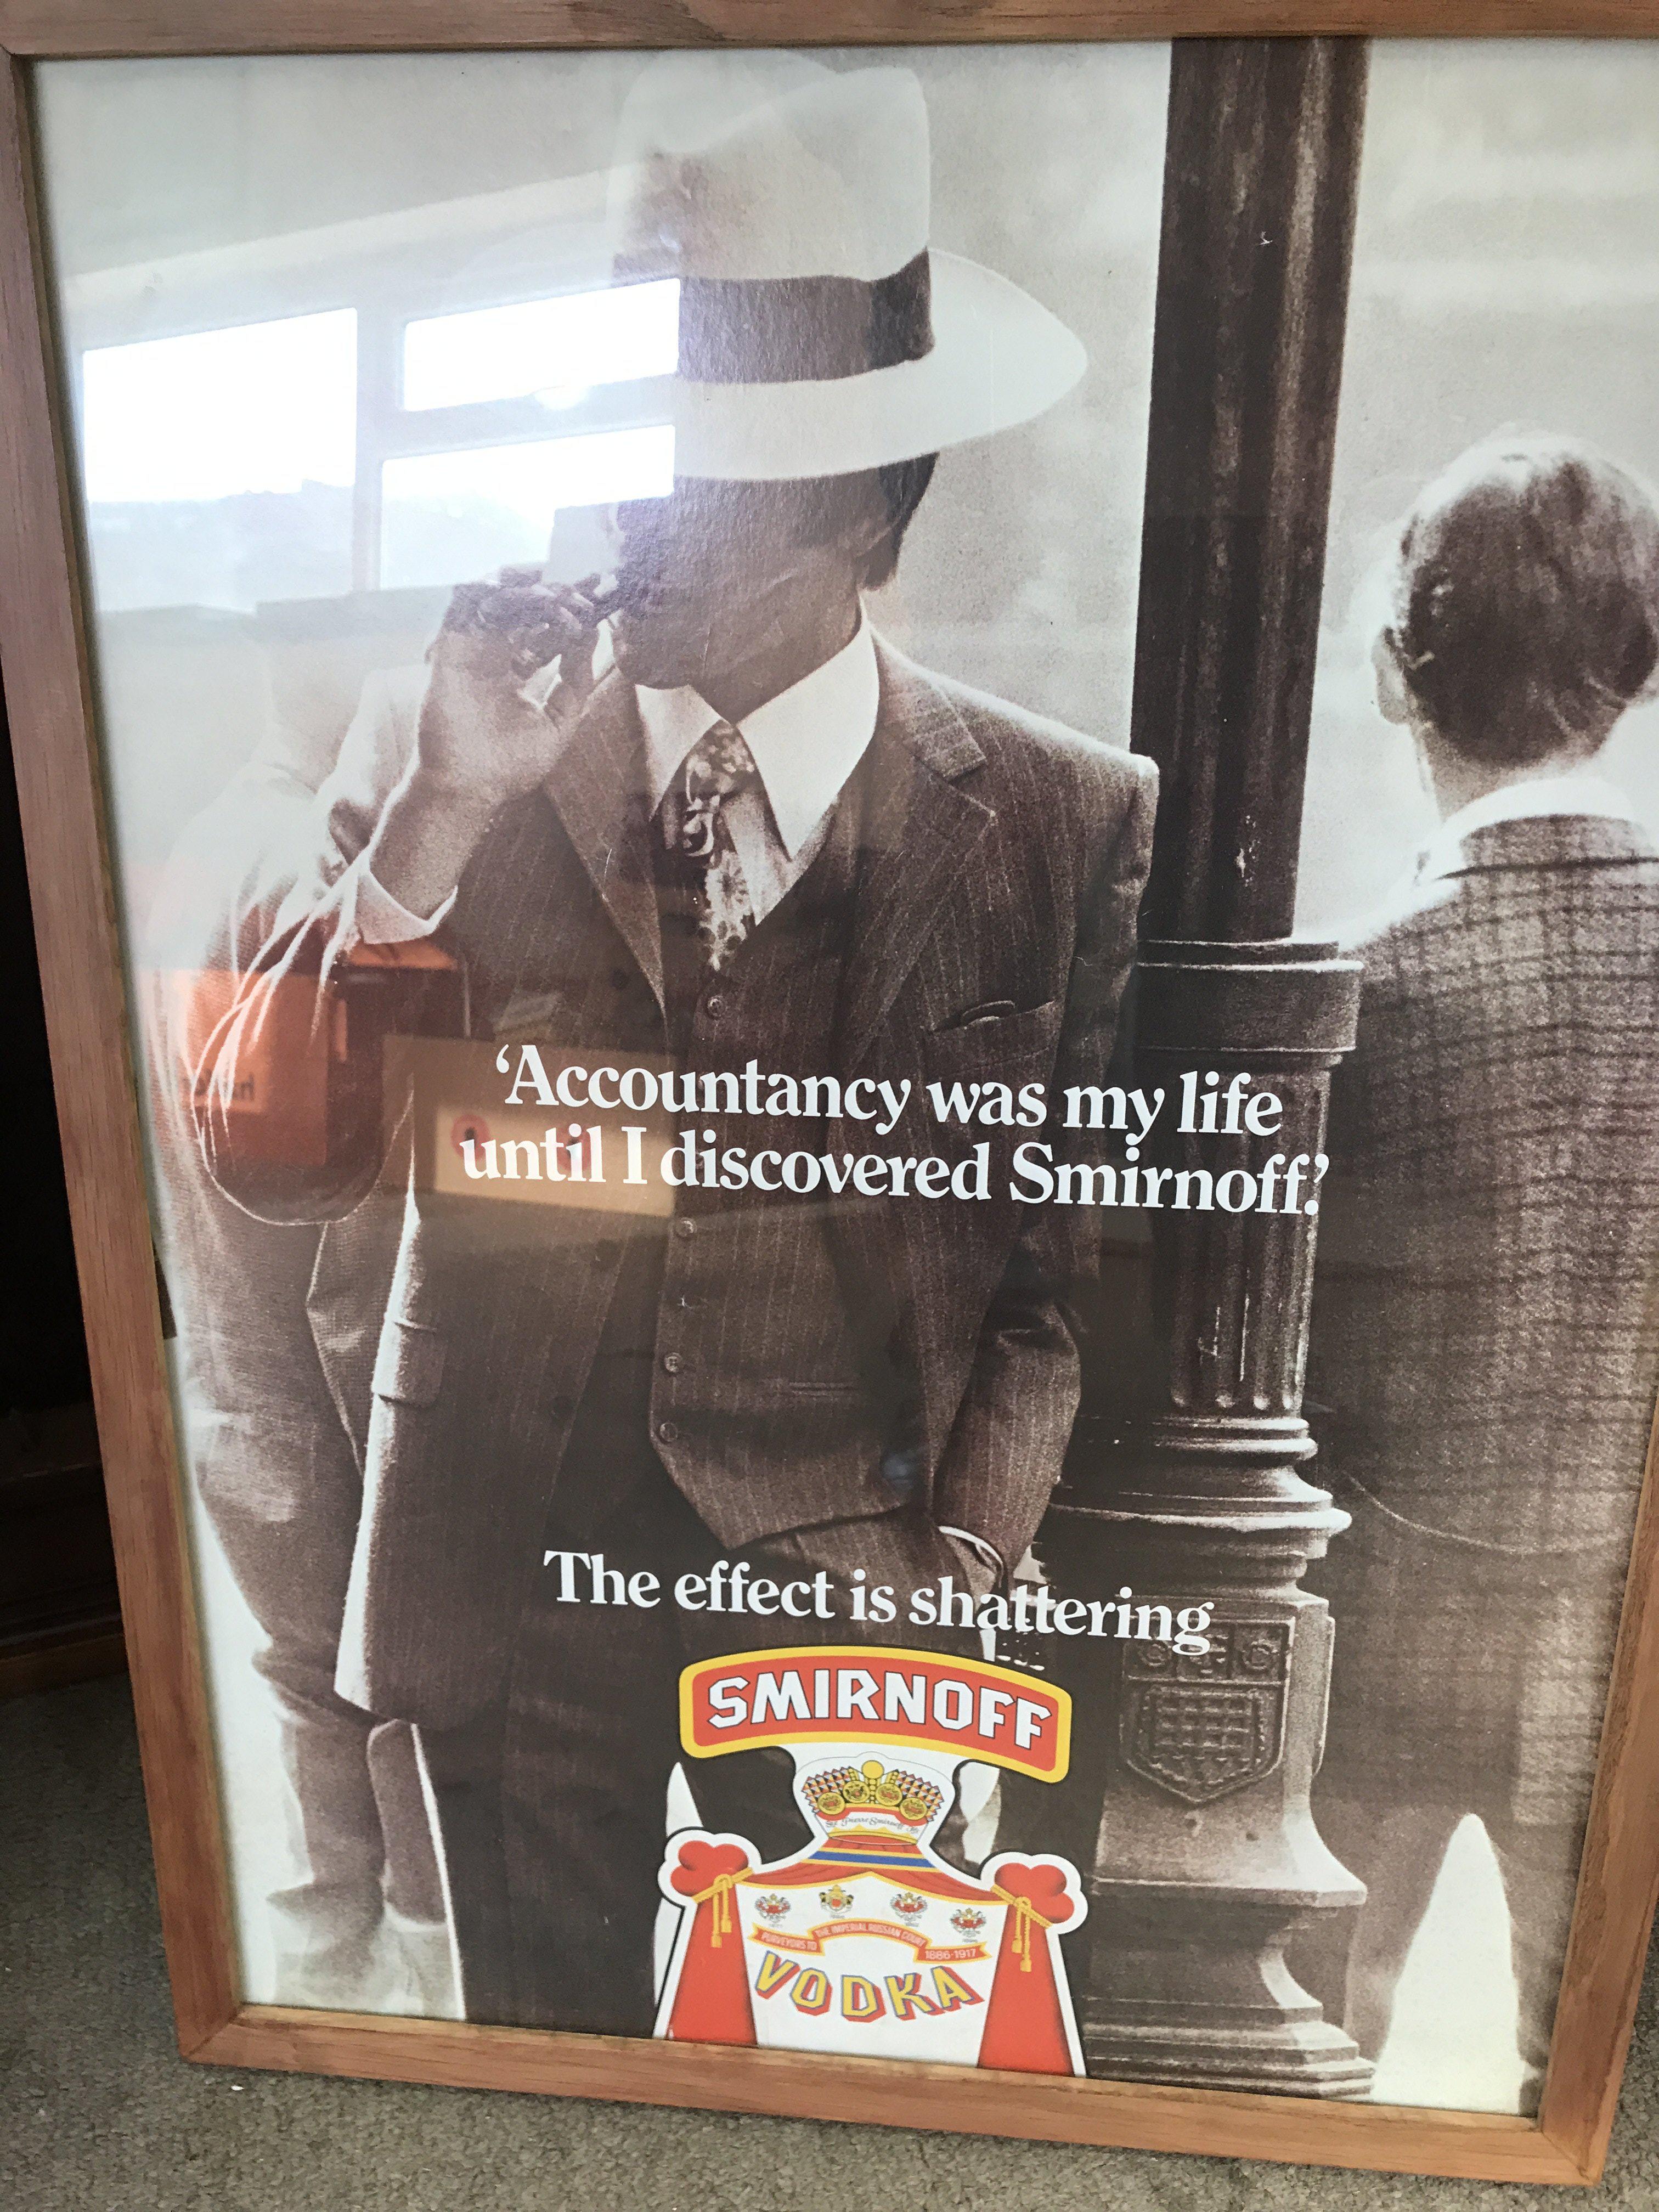 ‘Accountancy was my life
until I discovered Smirnoff.’
The effect is shattering
SMIRNOFF
PURVEYORS TO THE IMPERIAL RUSSIAN COURT 1886-1917
VODKA